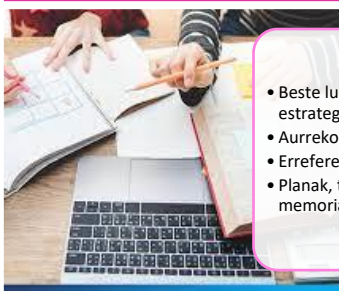 • Beste lu
estrateg
• Aurreko
• Errefere
• Planak, t
memoria